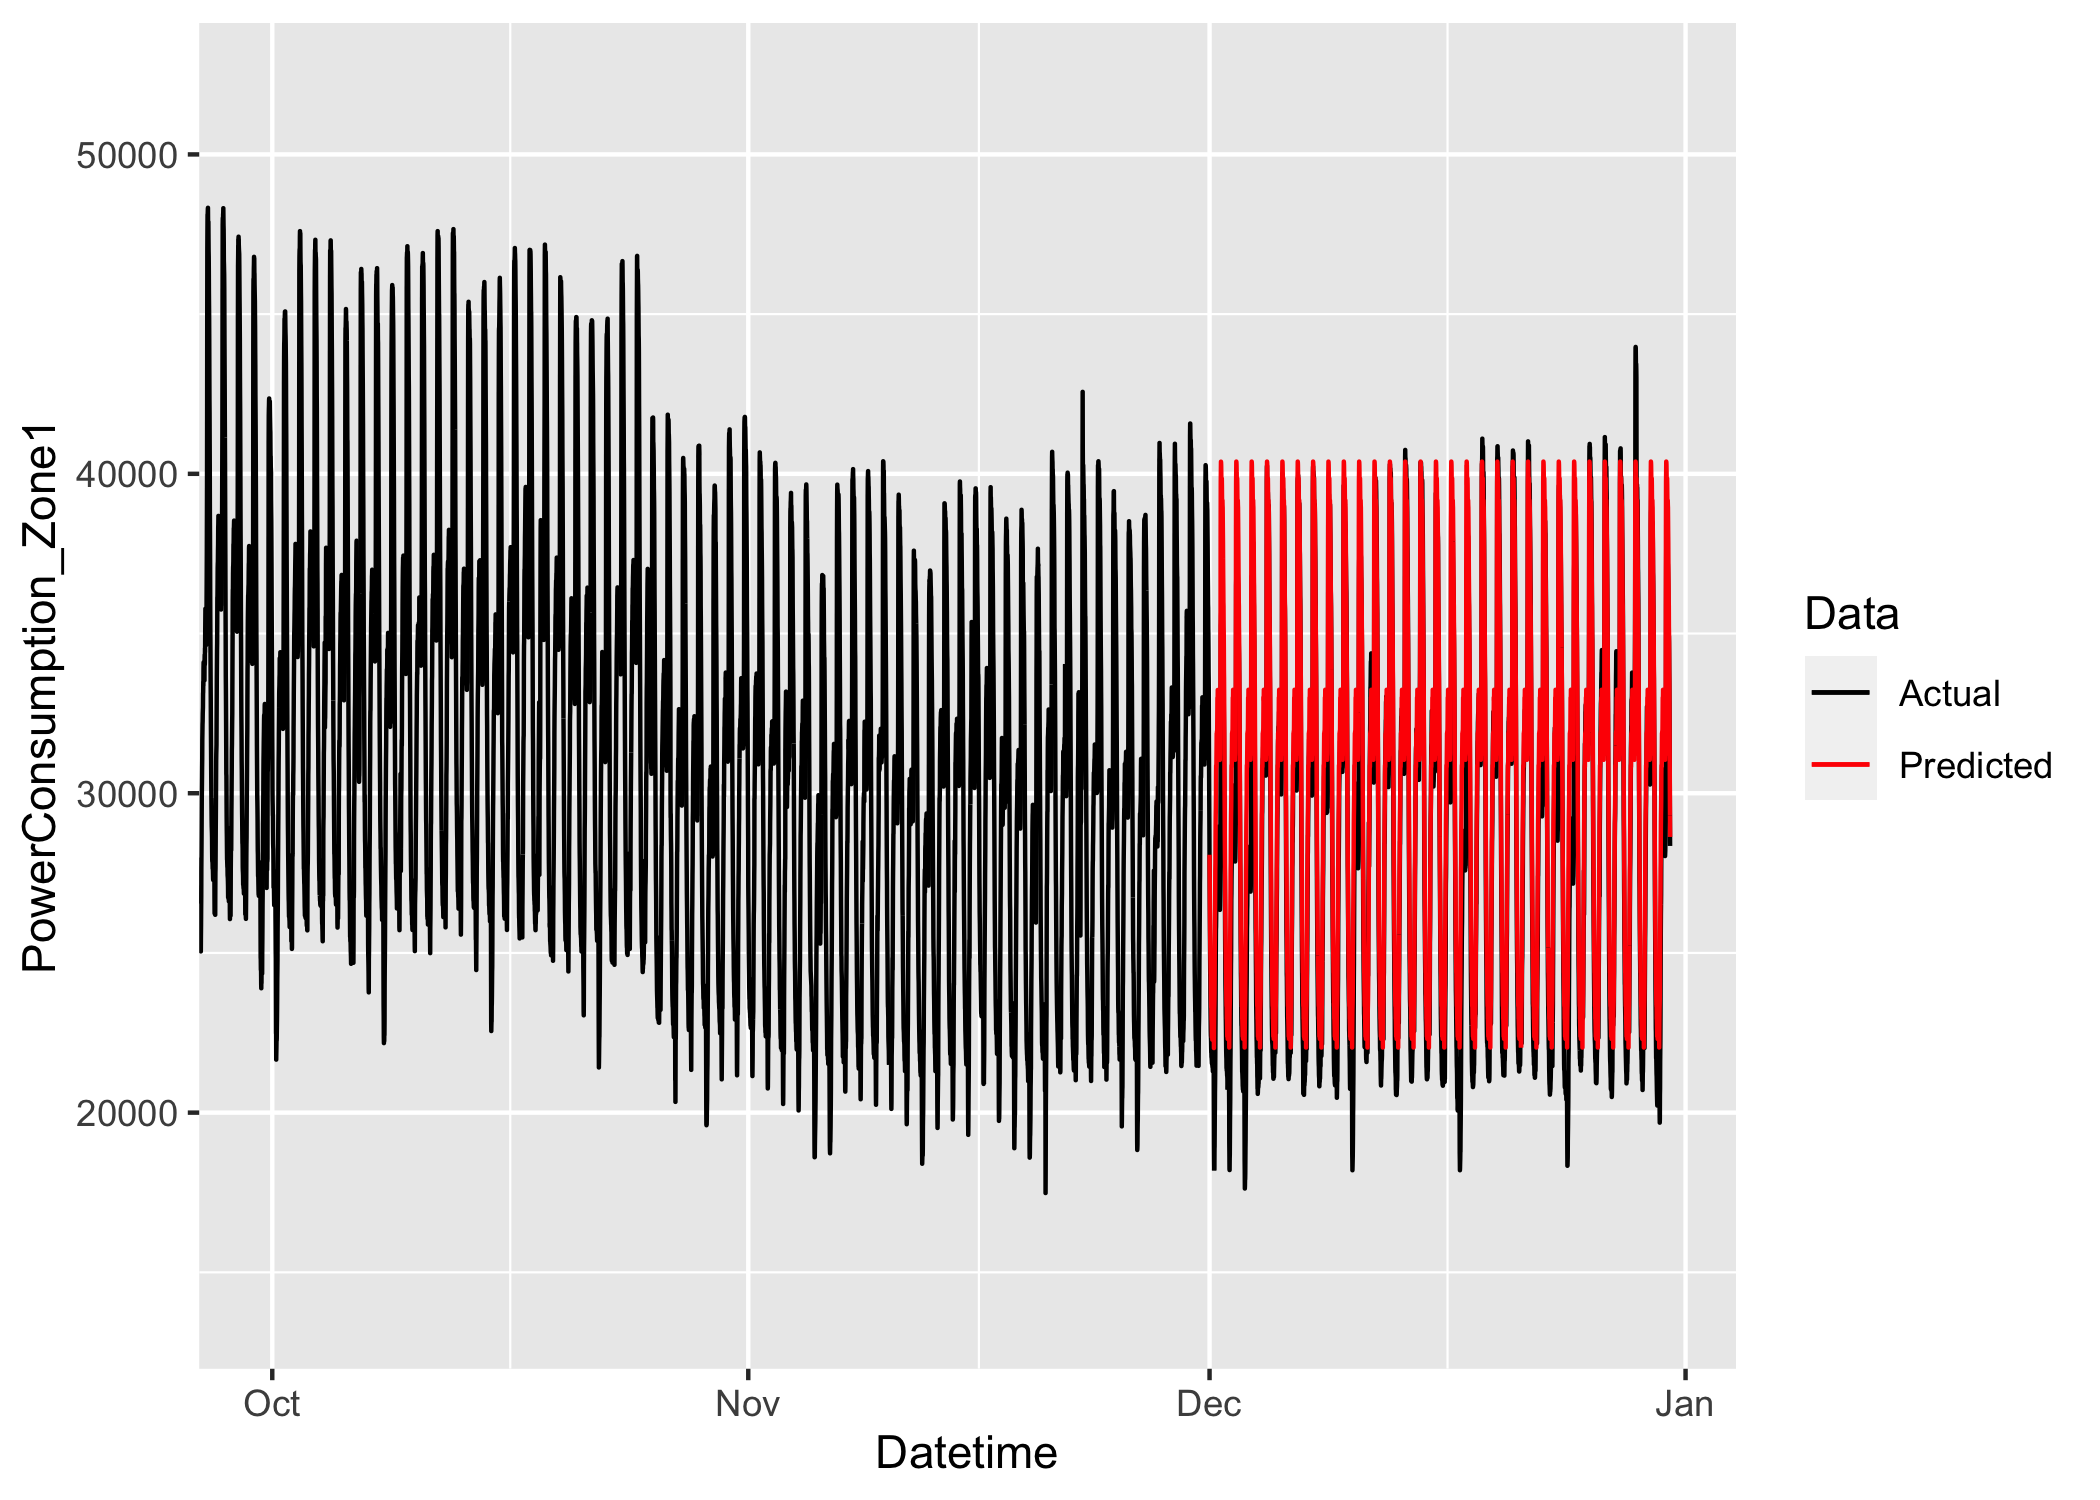 50000
40000
30000
20000
PowerConsumption_Zone1
Oct
Nov
Dec
Jan
Datetime
Data
Actual
Predicted